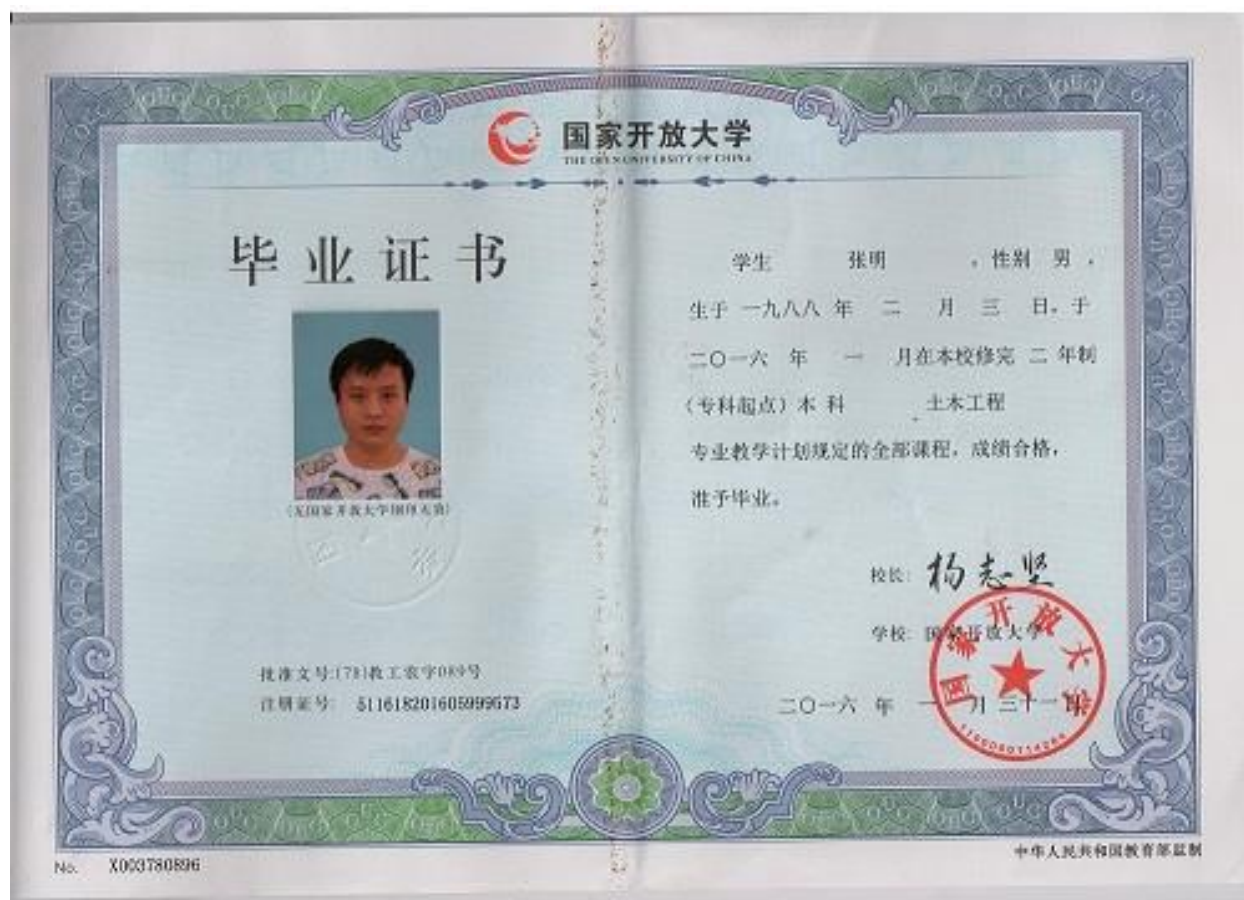 国家开放大学
THE OPEN UNIVERSITY OF CHINA
毕业证书
(无国家开放大学钢印无效)
批准文号:(78)教工农字089号
注册证号: 511618201605999573
学生 张明 ,性别 男 ,
生于 一九八八 年 二 月 三 日,于
二〇一六 年 一 月在本校修完 二 年制
(专科起点)本 科 土木工程
专业教学计划规定的全部课程,成绩合格,
准予毕业。
校长: 杨志坚
学校: 国家开放大学
二〇一六 年 一 月 三十一日
国家开放大学
No. X003780896
中华人民共和国教育部监制